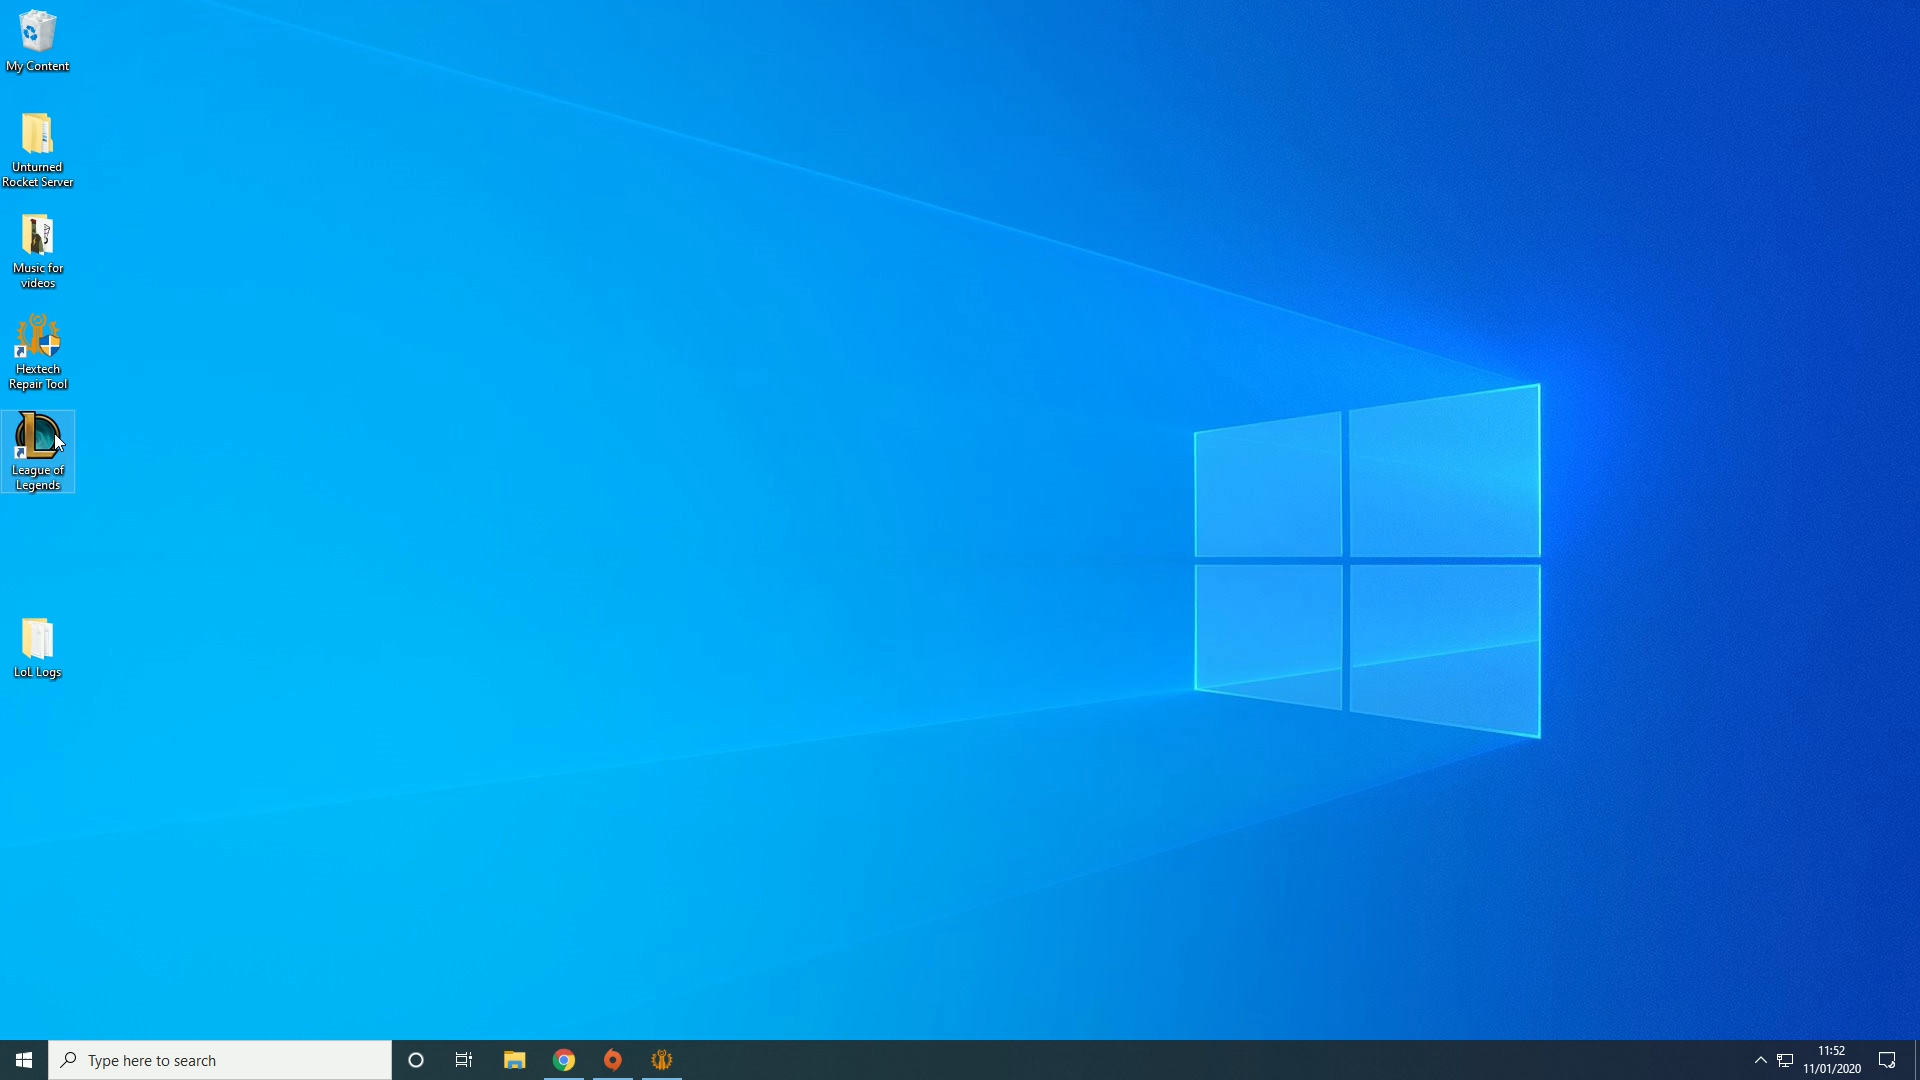 My Content
Unturned
Rocket Server
Music for
videos
Hextech
Repair Tool
League of
Legends
LoL Logs
Type here to search
11:52
11/01/2020